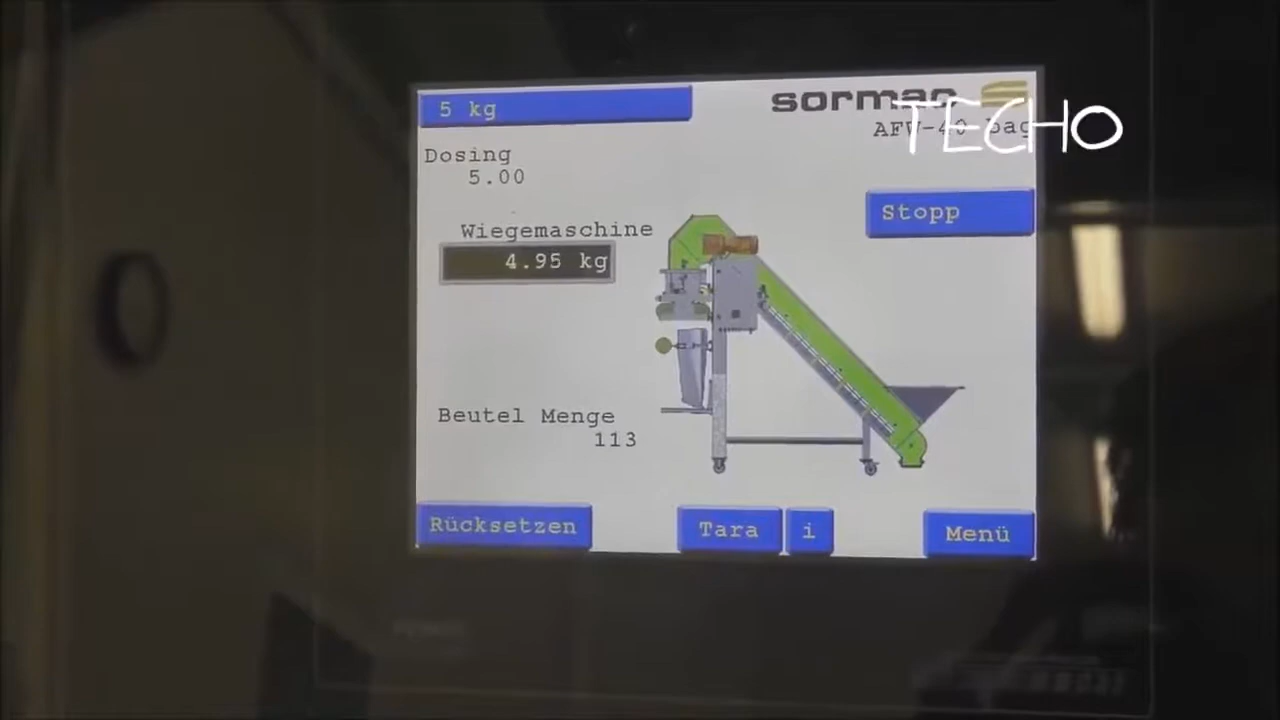 5 kg
sormac
TECHO
AFW-40 bag
Dosing
5.00
Stopp
Wiegemaschine
4.95 kg
Beutel Menge
113
Rücksetzen
Tara
i
Menü